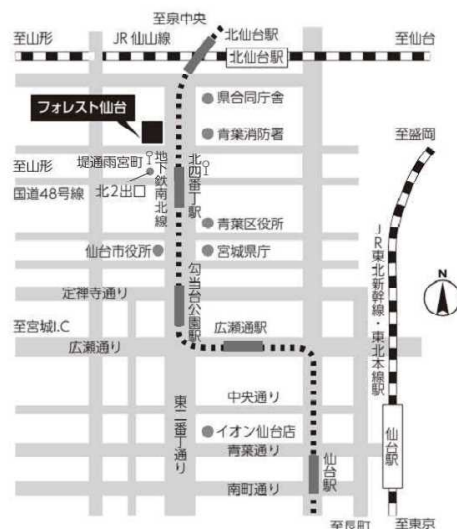 至泉中央
北仙台駅
至山形
JR 仙山線
北仙台駅
至仙台
県合同庁舎
フォレスト仙台
青葉消防署
至盛岡
堤通雨宮町
地下鉄南北線
北四番丁駅
至山形
国道48号線
北2出口
青葉区役所
仙台市役所
宮城県庁
JR東北新幹線・東北本線駅
N
勾当台公園駅
定禅寺通り
至宮城I.C
広瀬通駅
広瀬通り
中央通り
東二番丁通り
イオン仙台店
青葉通り
仙台駅
仙台駅
南町通り
至長町
至東京